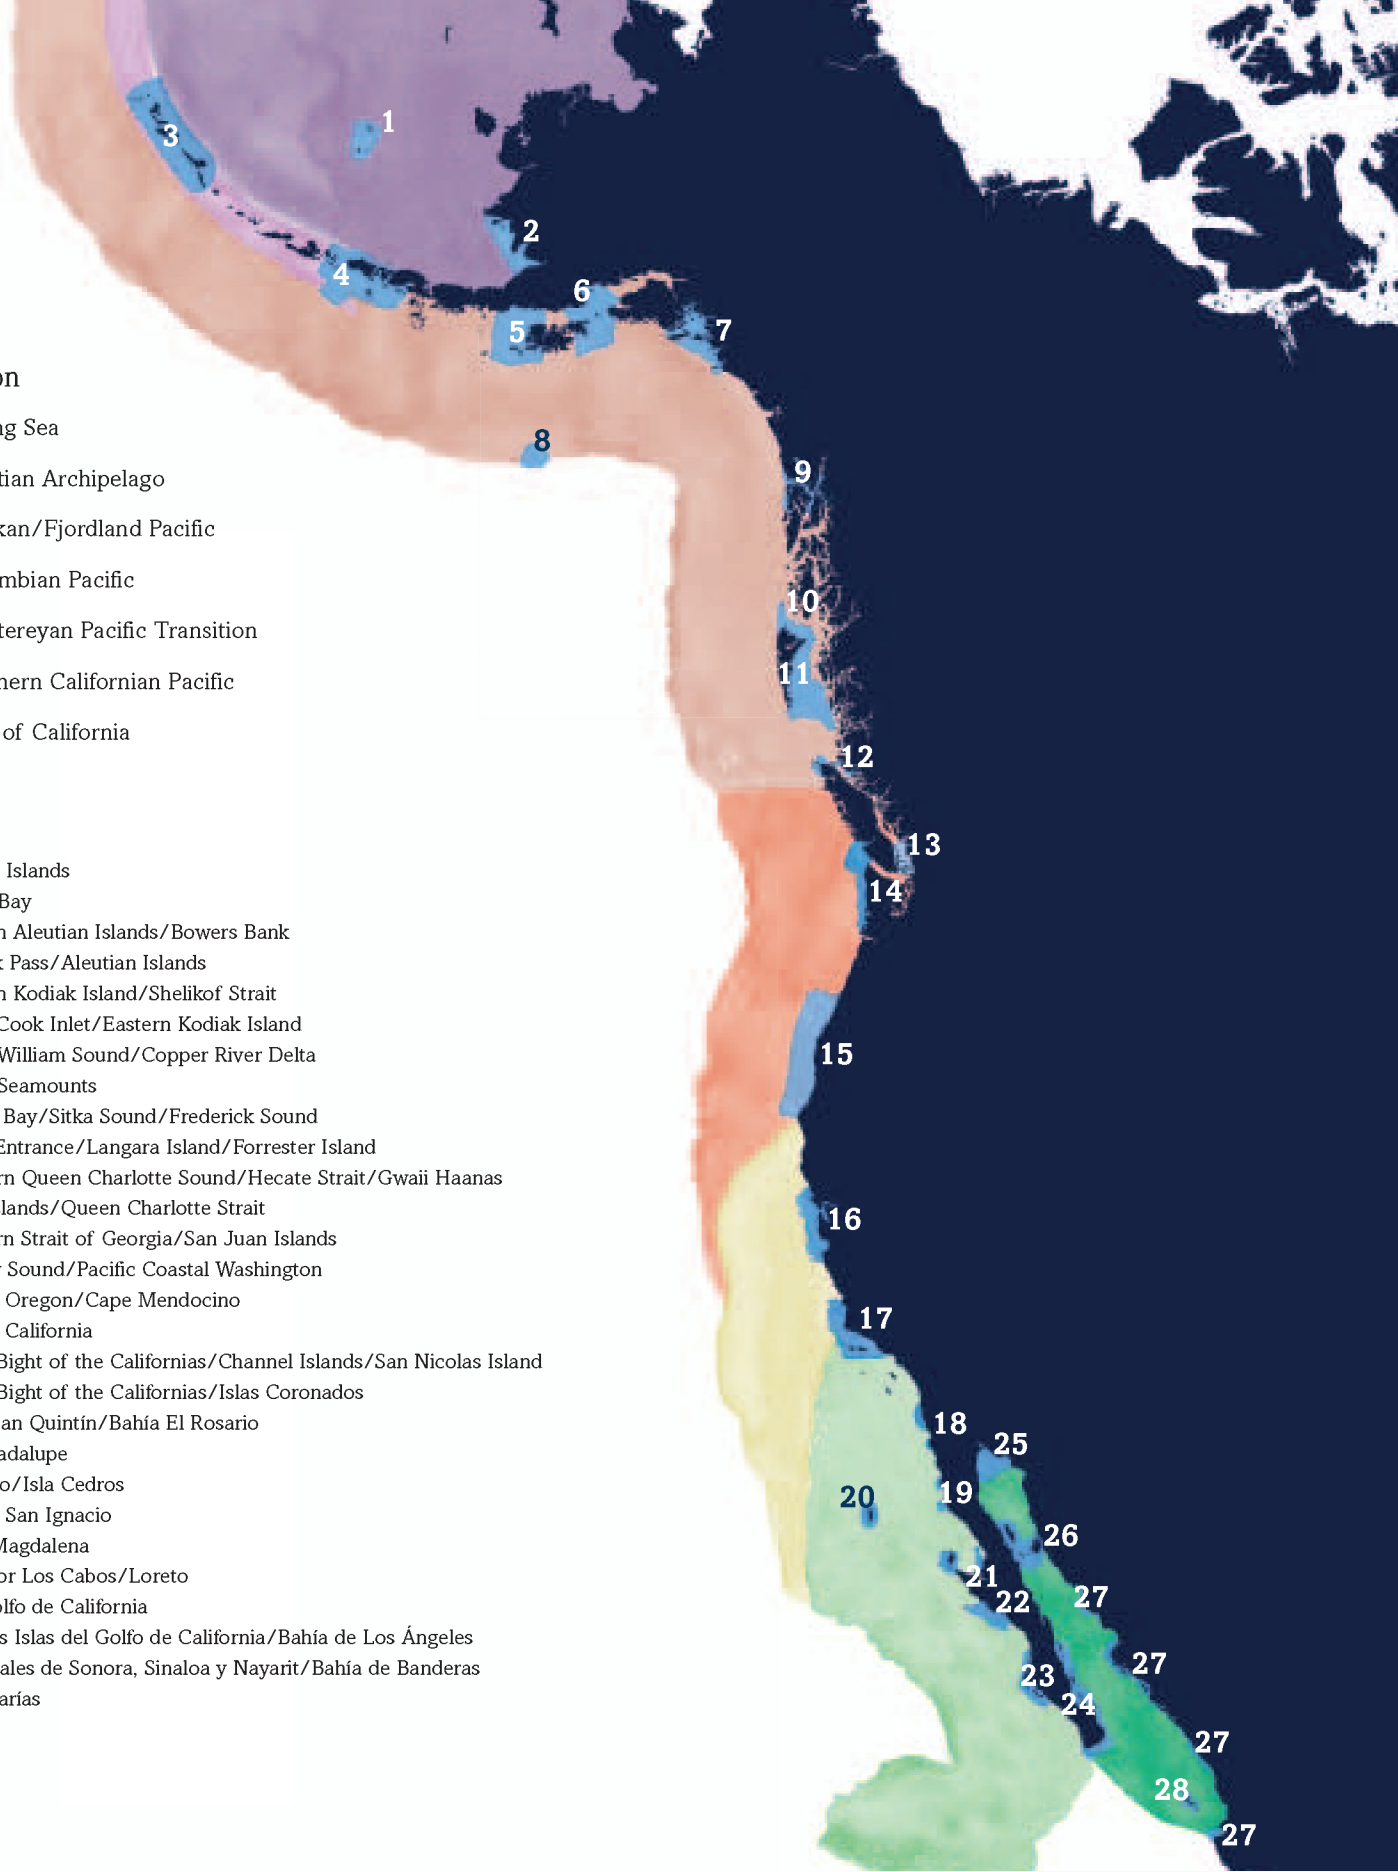 1
3
2
4
6
5
7
on
ng Sea
8
9
tian Archipelago
kan/Fjordland Pacific
mbian Pacific
10
tereyan Pacific Transition
11
hern Californian Pacific
of California
12
13
Islands
14
Bay
n Aleutian Islands/Bowers Bank
k Pass/Aleutian Islands
n Kodiak Island/Shelikof Strait
Cook Inlet/Eastern Kodiak Island
William Sound/Copper River Delta
15
Seamounts
Bay/Sitka Sound/Frederick Sound
Entrance/Langara Island/Forrester Island
rn Queen Charlotte Sound/Hecate Strait/Gwaii Haanas
slands/Queen Charlotte Strait
16
rn Strait of Georgia/San Juan Islands
y Sound/Pacific Coastal Washington
Oregon/Cape Mendocino
17
California
Bight of the Californias/Channel Islands/San Nicolas Island
Bight of the Californias/Islas Coronados
an Quintín/Bahía El Rosario
18
25
adalupe
o/Isla Cedros
19
20
San Ignacio
26
Magdalena
or Los Cabos/Loreto
21
27
22
olfo de California
s Islas del Golfo de California/Bahía de Los Ángeles
ales de Sonora, Sinaloa y Nayarit/Bahía de Banderas
27
23
arías
24
27
28
27